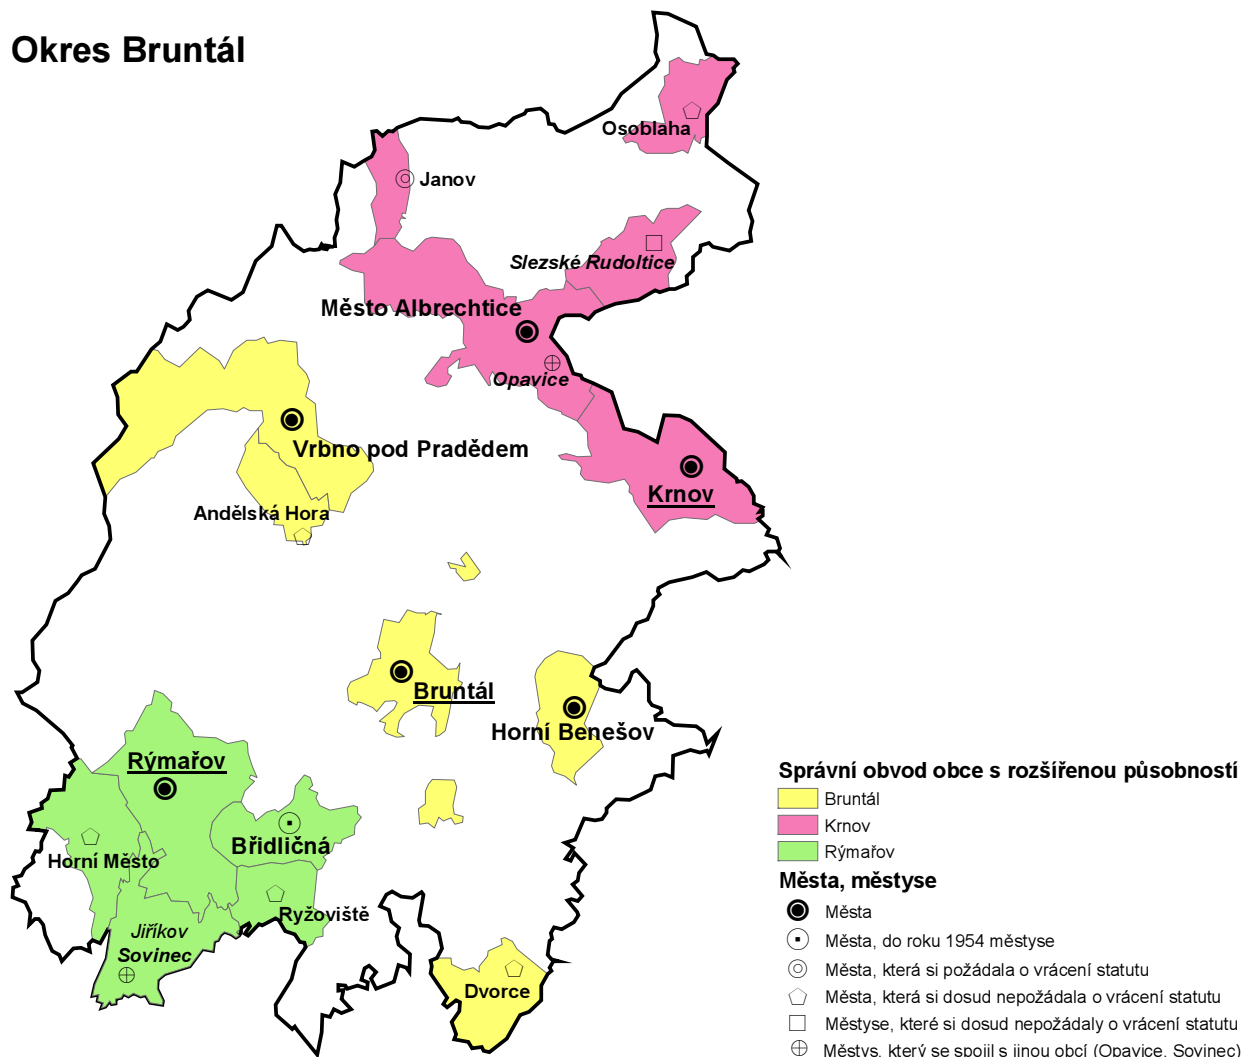 Okres Bruntál
Osoblaha
Janov
Slezské Rudoltice
Město Albrechtice
Opavice
Vrbno pod Pradědem
Krnov
Andělská Hora
Bruntál
Horní Benešov
Rýmařov
Břidličná
Horní Město
Ryžoviště
Jiříkov
Sovinec
Dvorce
Správní obvod obce s rozšířenou působností
Bruntál
Krnov
Rýmařov
Města, městyse
Města
Města, do roku 1954 městyse
Města, která si požádala o vrácení statutu
Města, která si dosud nepožádala o vrácení statutu
Městyse, které si dosud nepožádaly o vrácení statutu
Městys, který se spojil s jinou obcí (Opavice, Sovinec)